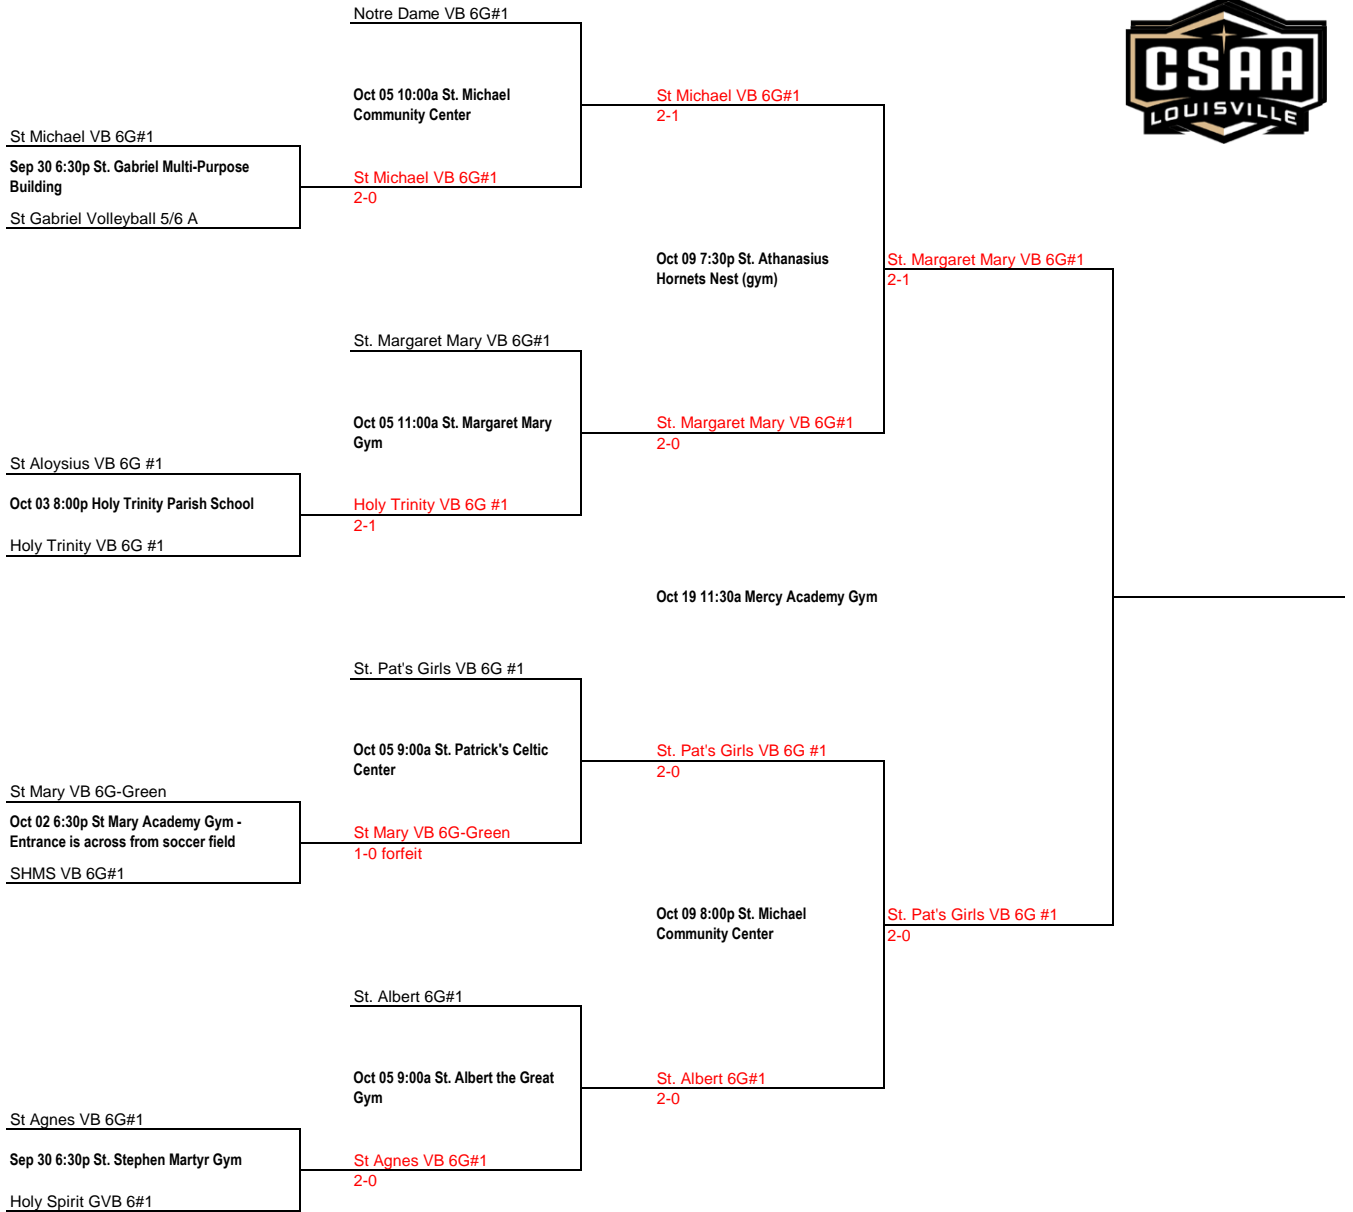 Notre Dame VB 6G#1
CSAA
LOUISVILLE
Oct 05 10:00a St. Michael
Community Center
St Michael VB 6G#1
2-1
St Michael VB 6G#1
Sep 30 6:30p St. Gabriel Multi-Purpose
Building
St Michael VB 6G#1
2-0
St Gabriel Volleyball 5/6 A
Oct 09 7:30p St. Athanasius
Hornets Nest (gym)
St. Margaret Mary VB 6G#1
2-1
St. Margaret Mary VB 6G#1
Oct 05 11:00a St. Margaret Mary
Gym
St. Margaret Mary VB 6G#1
2-0
St Aloysius VB 6G #1
Oct 03 8:00p Holy Trinity Parish School
Holy Trinity VB 6G #1
2-1
Holy Trinity VB 6G #1
Oct 19 11:30a Mercy Academy Gym
St. Pat's Girls VB 6G #1
Oct 05 9:00a St. Patrick's Celtic
Center
St. Pat's Girls VB 6G #1
2-0
St Mary VB 6G-Green
Oct 02 6:30p St Mary Academy Gym -
Entrance is across from soccer field
St Mary VB 6G-Green
1-0 forfeit
SHMS VB 6G#1
Oct 09 8:00p St. Michael
Community Center
St. Pat's Girls VB 6G #1
2-0
St. Albert 6G#1
Oct 05 9:00a St. Albert the Great
Gym
St. Albert 6G#1
2-0
St Agnes VB 6G#1
Sep 30 6:30p St. Stephen Martyr Gym
St Agnes VB 6G#1
2-0
Holy Spirit GVB 6#1